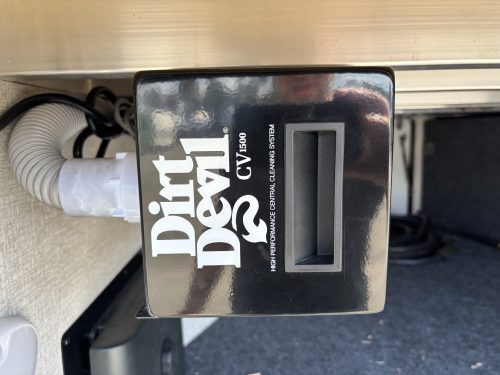 Dirt
Devil®
CV1500
HIGH PERFORMANCE CENTRAL CLEANING SYSTEM